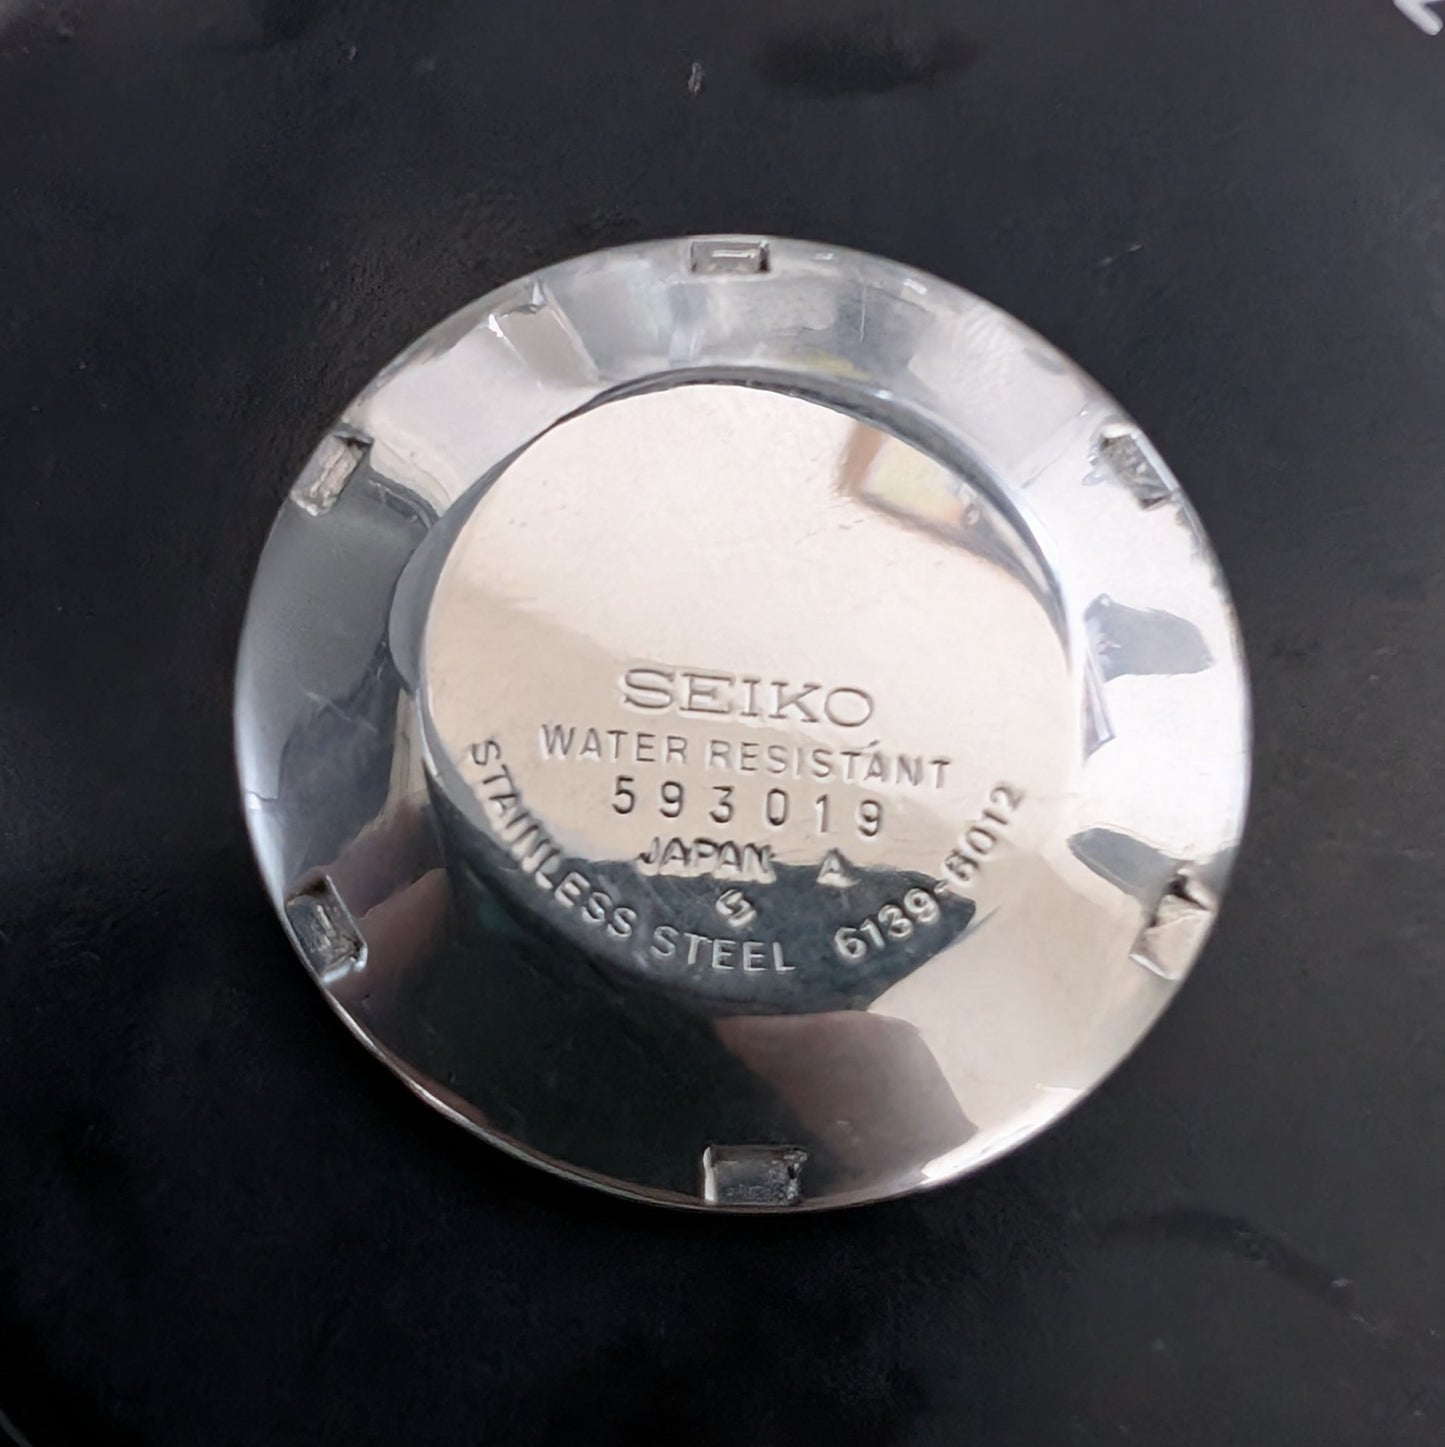 SEIKO
WATER RESISTANT
593019
JAPAN A
STAINLESS STEEL 6139-6012